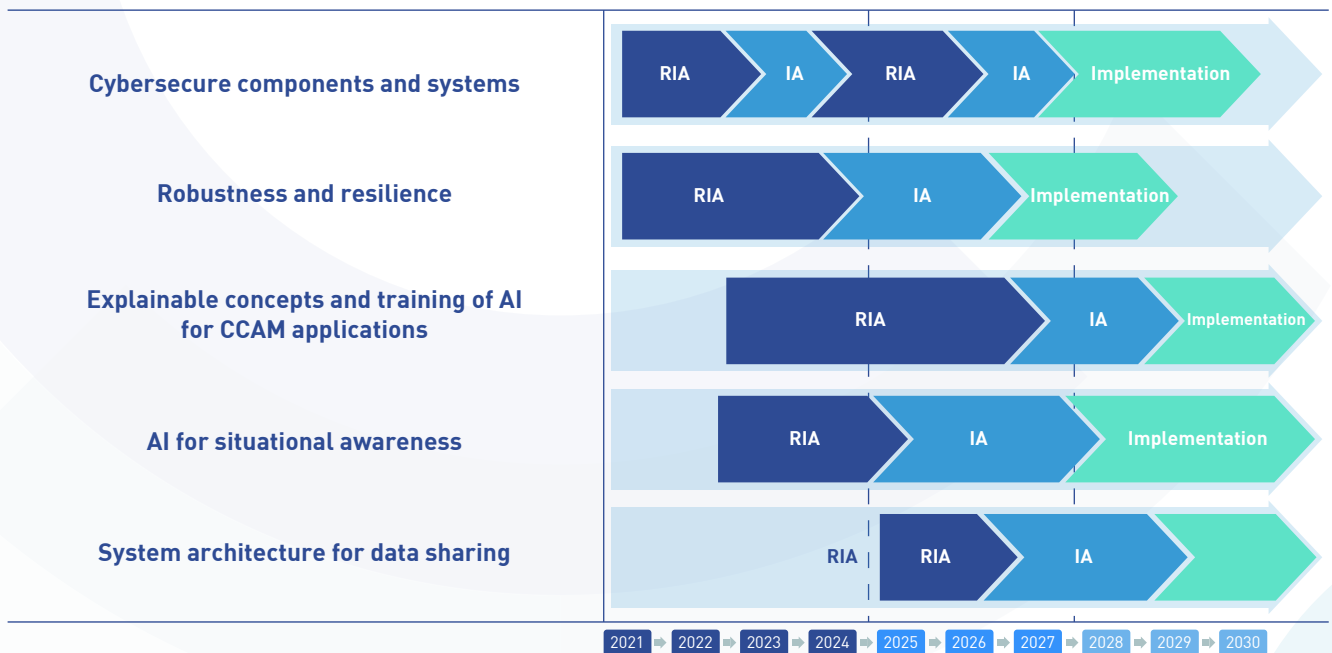 Cybersecure components and systems
RIA
IA
RIA
IA
Implementation
Robustness and resilience
RIA
IA
Implementation
Explainable concepts and training of AI
for CCAM applications
RIA
IA
Implementation
AI for situational awareness
RIA
IA
Implementation
System architecture for data sharing
RIA
RIA
IA
2021 2022 2023 2024 2025 2026 2027 2028 2029 2030